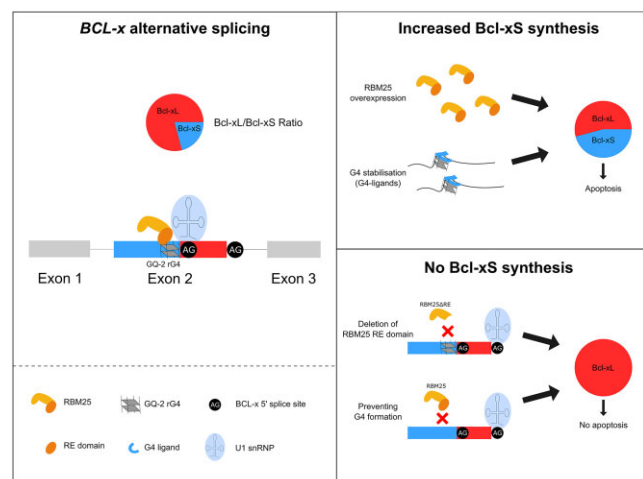 BCL-x alternative splicing
Bcl-xL
Bcl-xS
Bcl-xL/Bcl-xS Ratio
AG
AG
GQ-2 rG4
Exon 1
Exon 2
Exon 3
RBM25
GQ-2 rG4
AG
BCL-x 5' splice site
RE domain
G4 ligand
U1 snRNP
Increased Bcl-xS synthesis
RBM25
overexpression
G4 stabilisation
(G4-ligands)
Bcl-xL
Bcl-xS
Apoptosis
No Bcl-xS synthesis
Deletion of
RBM25 RE domain
RBM25ΔRE
AG
AG
Preventing
G4 formation
RBM25
AG
AG
Bcl-xL
No apoptosis